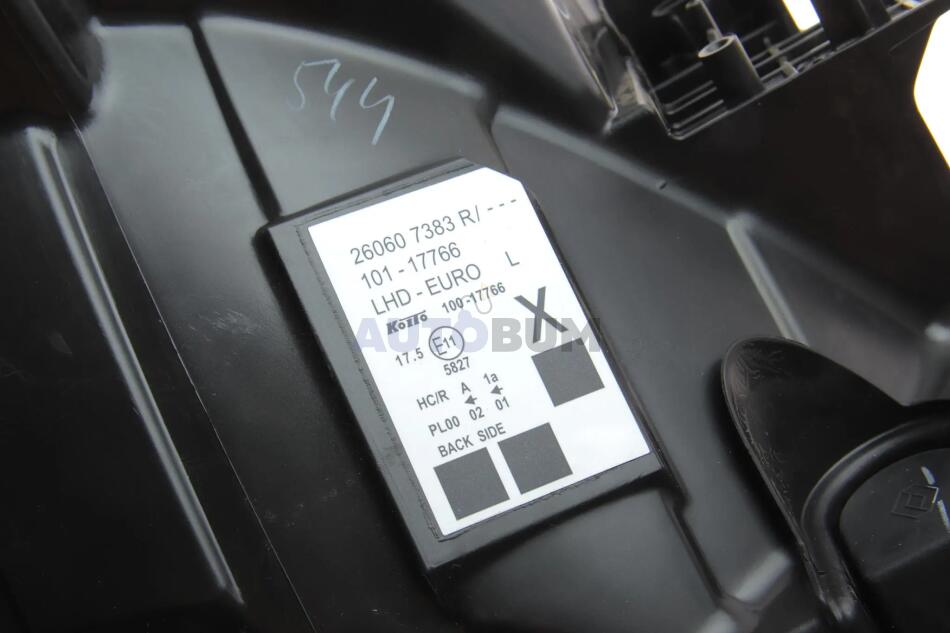 544
26060 7383 R/ - - -
101 - 17766
LHD - EURO L
KOITO 100-17766
X
AUTOBUM
17.5 E11
5827
HC/R A 1a
PL00 02 01
BACK SIDE